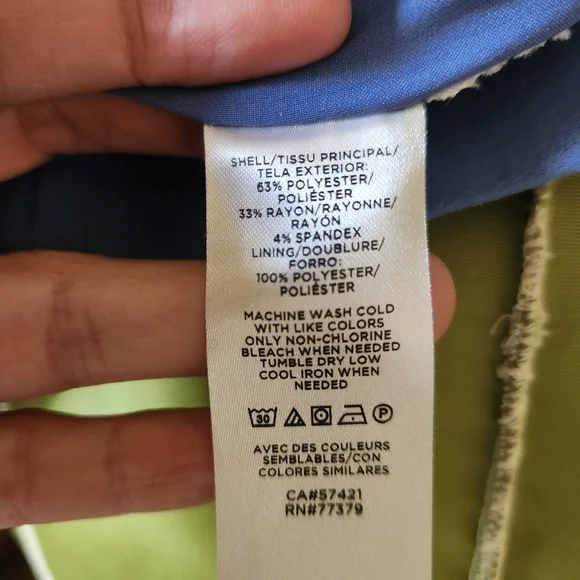 SHELL/TISSU PRINCIPAL/
TELA EXTERIOR:
63% POLYESTER/
POLIÉSTER
33% RAYON/RAYONNE/
RAYÓN
4% SPANDEX
LINING/DOUBLURE/
FORRO:
100% POLYESTER/
POLIÉSTER
MACHINE WASH COLD
WITH LIKE COLORS
ONLY NON-CHLORINE
BLEACH WHEN NEEDED
TUMBLE DRY LOW
COOL IRON WHEN
NEEDED
30 P
AVEC DES COULEURS
SEMBLABLES/CON
COLORES SIMILARES
CA#57421
RN#77379